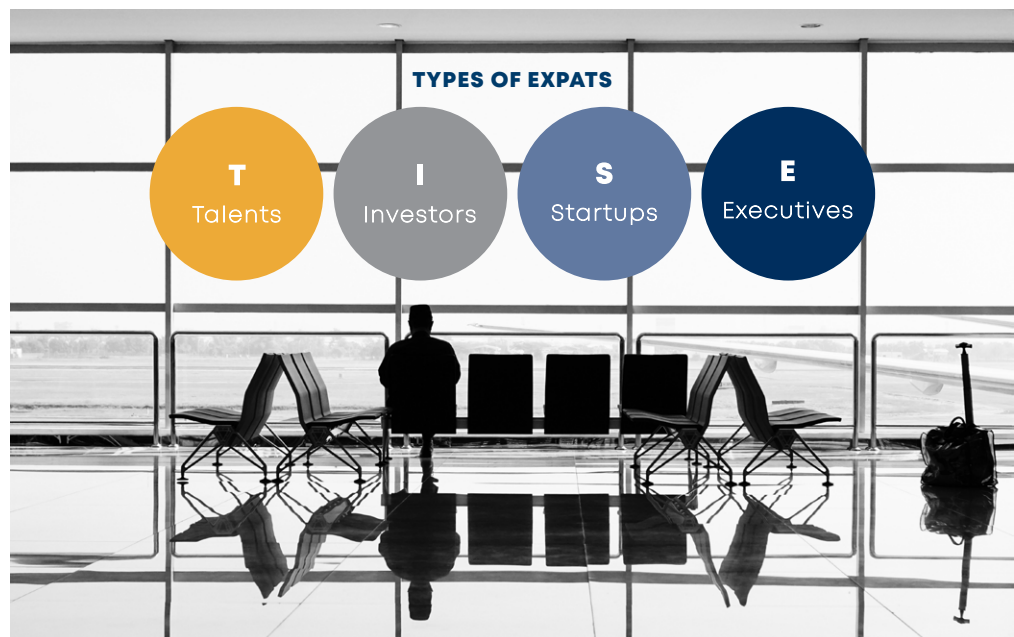 TYPES OF EXPATS
T
Talents
I
Investors
S
Startups
E
Executives